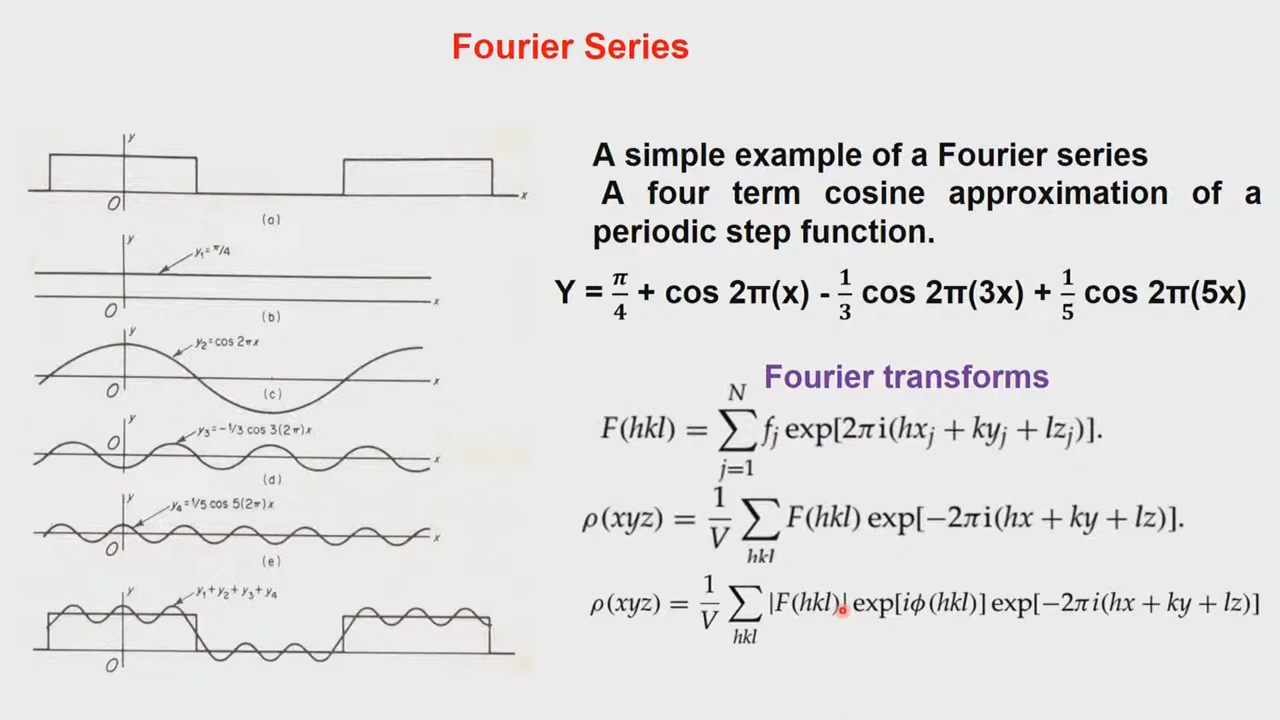 Fourier Series
y
O
x
(a)
y
y₁=π/4
O
x
(b)
y
y₂=cos 2πx
O
x
(c)
y
y₃=-1/3 cos 3(2π)x
O
x
(d)
y
y₄=1/5 cos 5(2π)x
O
x
(e)
y
y₁+y₂+y₃+y₄
O
A simple example of a Fourier series
A four term cosine approximation of a
periodic step function.
Y = π/4 + cos 2π(x) - 1/3 cos 2π(3x) + 1/5 cos 2π(5x)
Fourier transforms
F(hkl) = ∑_{j=1}^{N} f_j exp[2πi(hx_j + ky_j + lz_j)].
ρ(xyz) = 1/V ∑_{hkl} F(hkl) exp[−2πi(hx + ky + lz)].
ρ(xyz) = 1/V ∑_{hkl} |F(hkl)| exp[iϕ(hkl)] exp[−2πi(hx + ky + lz)]